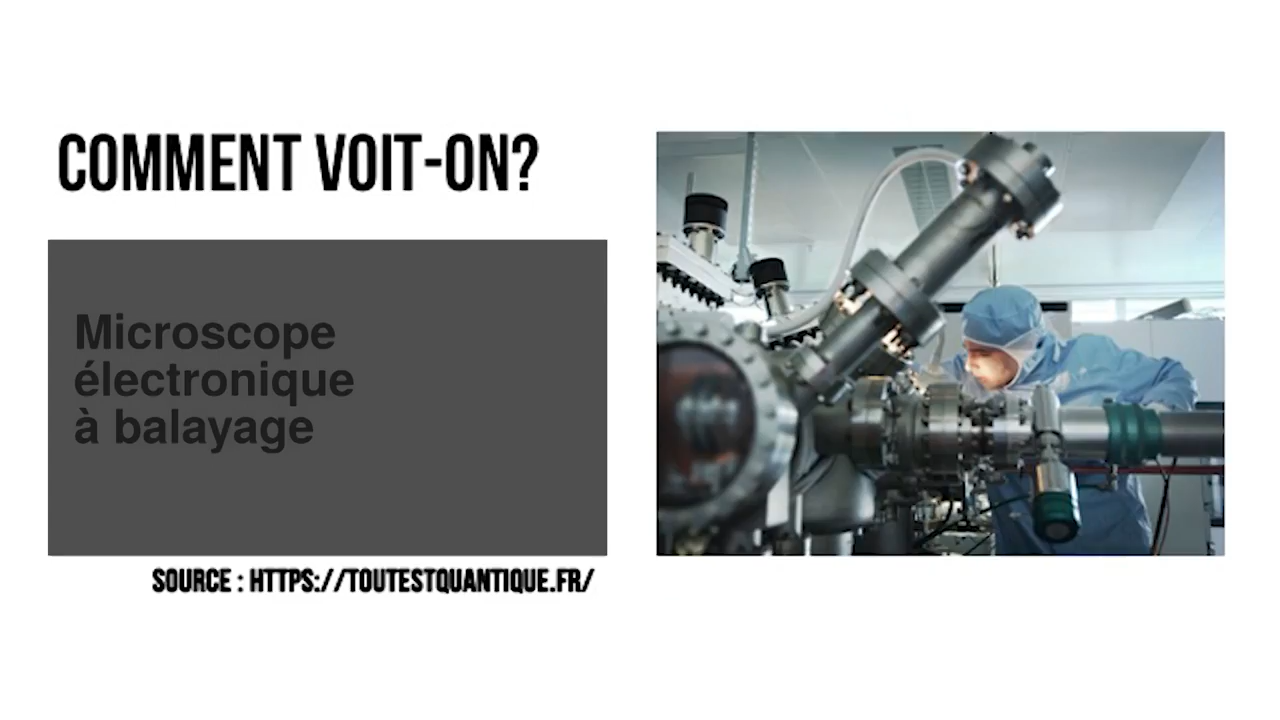 COMMENT VOIT-ON?
Microscope
électronique
à balayage
SOURCE : HTTPS://TOUTESTQUANTIQUE.FR/